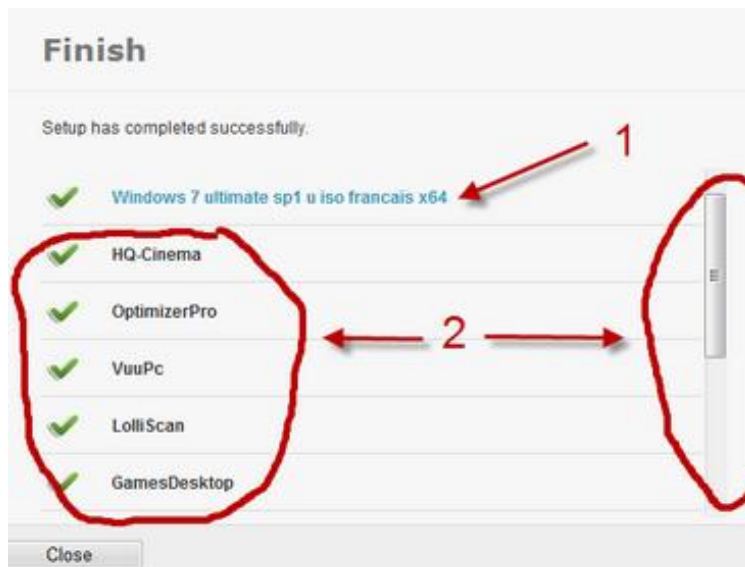 Finish
Setup has completed successfully.
1
Windows 7 ultimate sp1 u iso francais x64
HQ-Cinema
OptimizerPro
2
VuuPc
LolliScan
GamesDesktop
Close